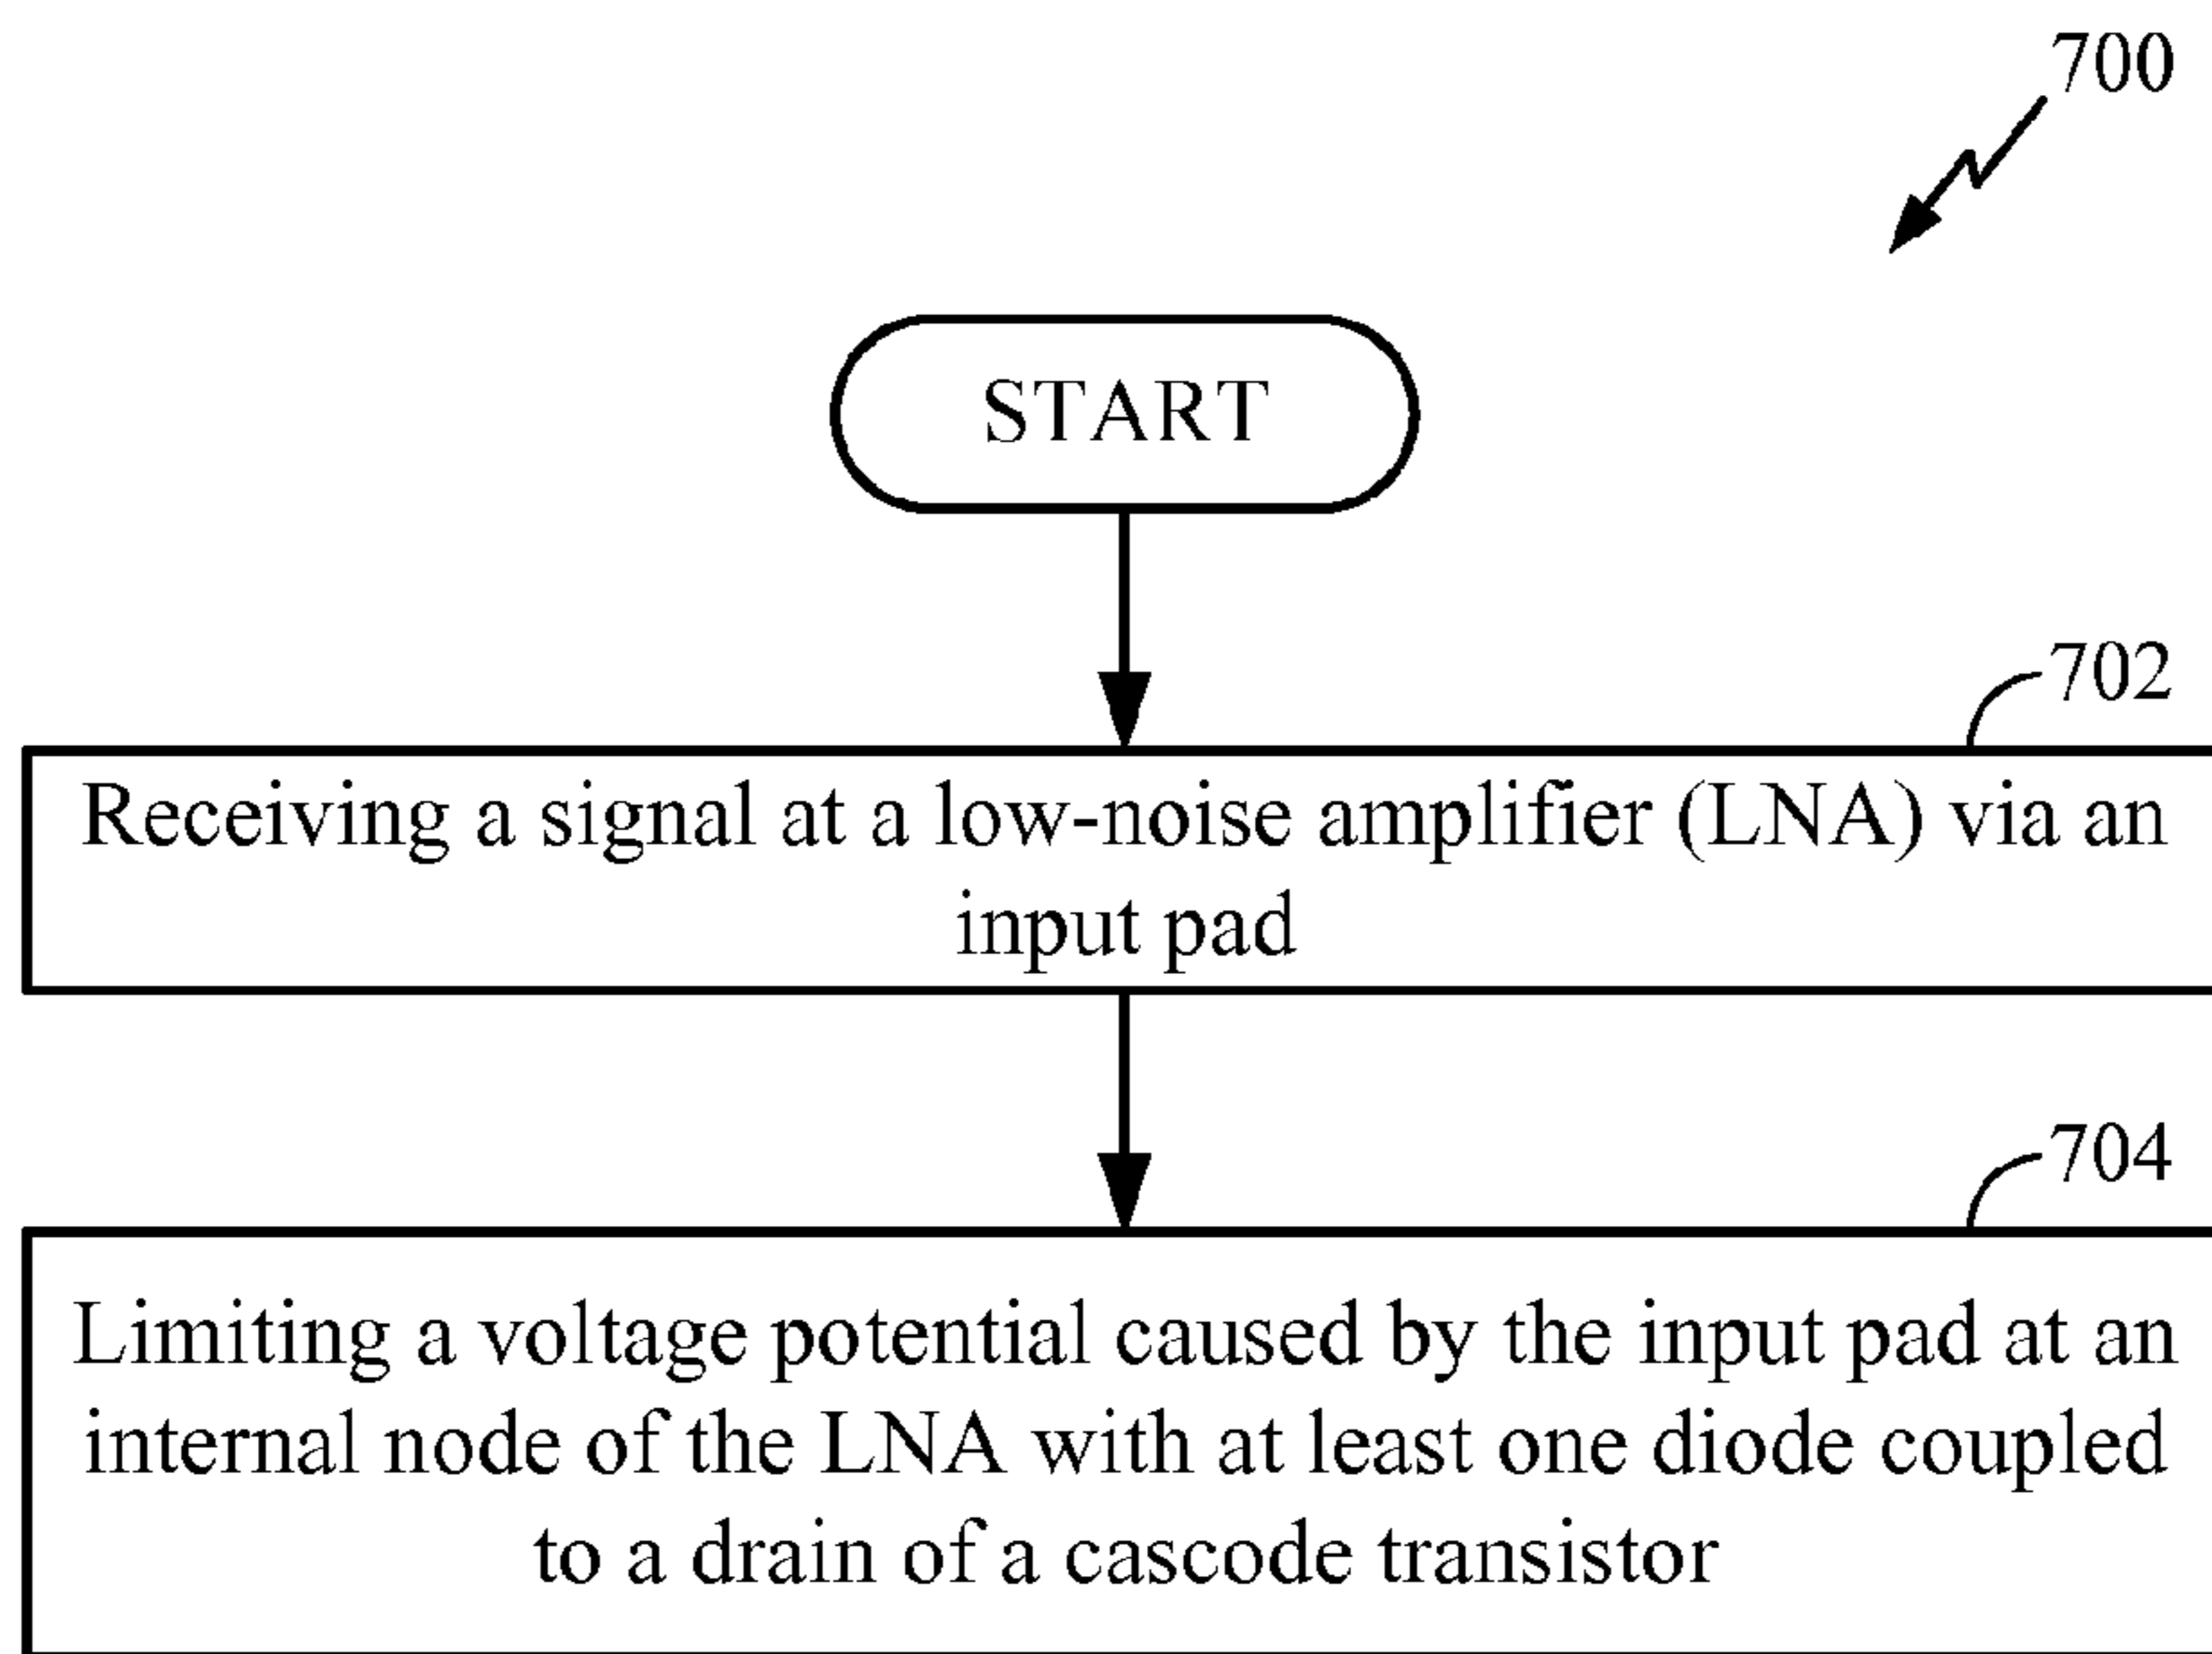 700
START
702
Receiving a signal at a low-noise amplifier (LNA) via an
input pad
704
Limiting a voltage potential caused by the input pad at an
internal node of the LNA with at least one diode coupled
to a drain of a cascode transistor